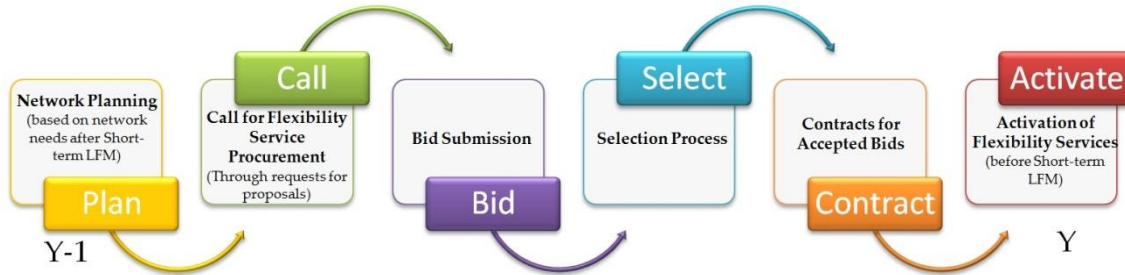 Network Planning
(based on network
needs after Short-
term LFM)
Plan
Y-1
Call
Call for Flexibility
Service
Procurement
(Through requests for
proposals)
Bid Submission
Bid
Select
Selection Process
Contracts for
Accepted Bids
Contract
Activate
Activation of
Flexibility Services
(before Short-term
LFM)
Y